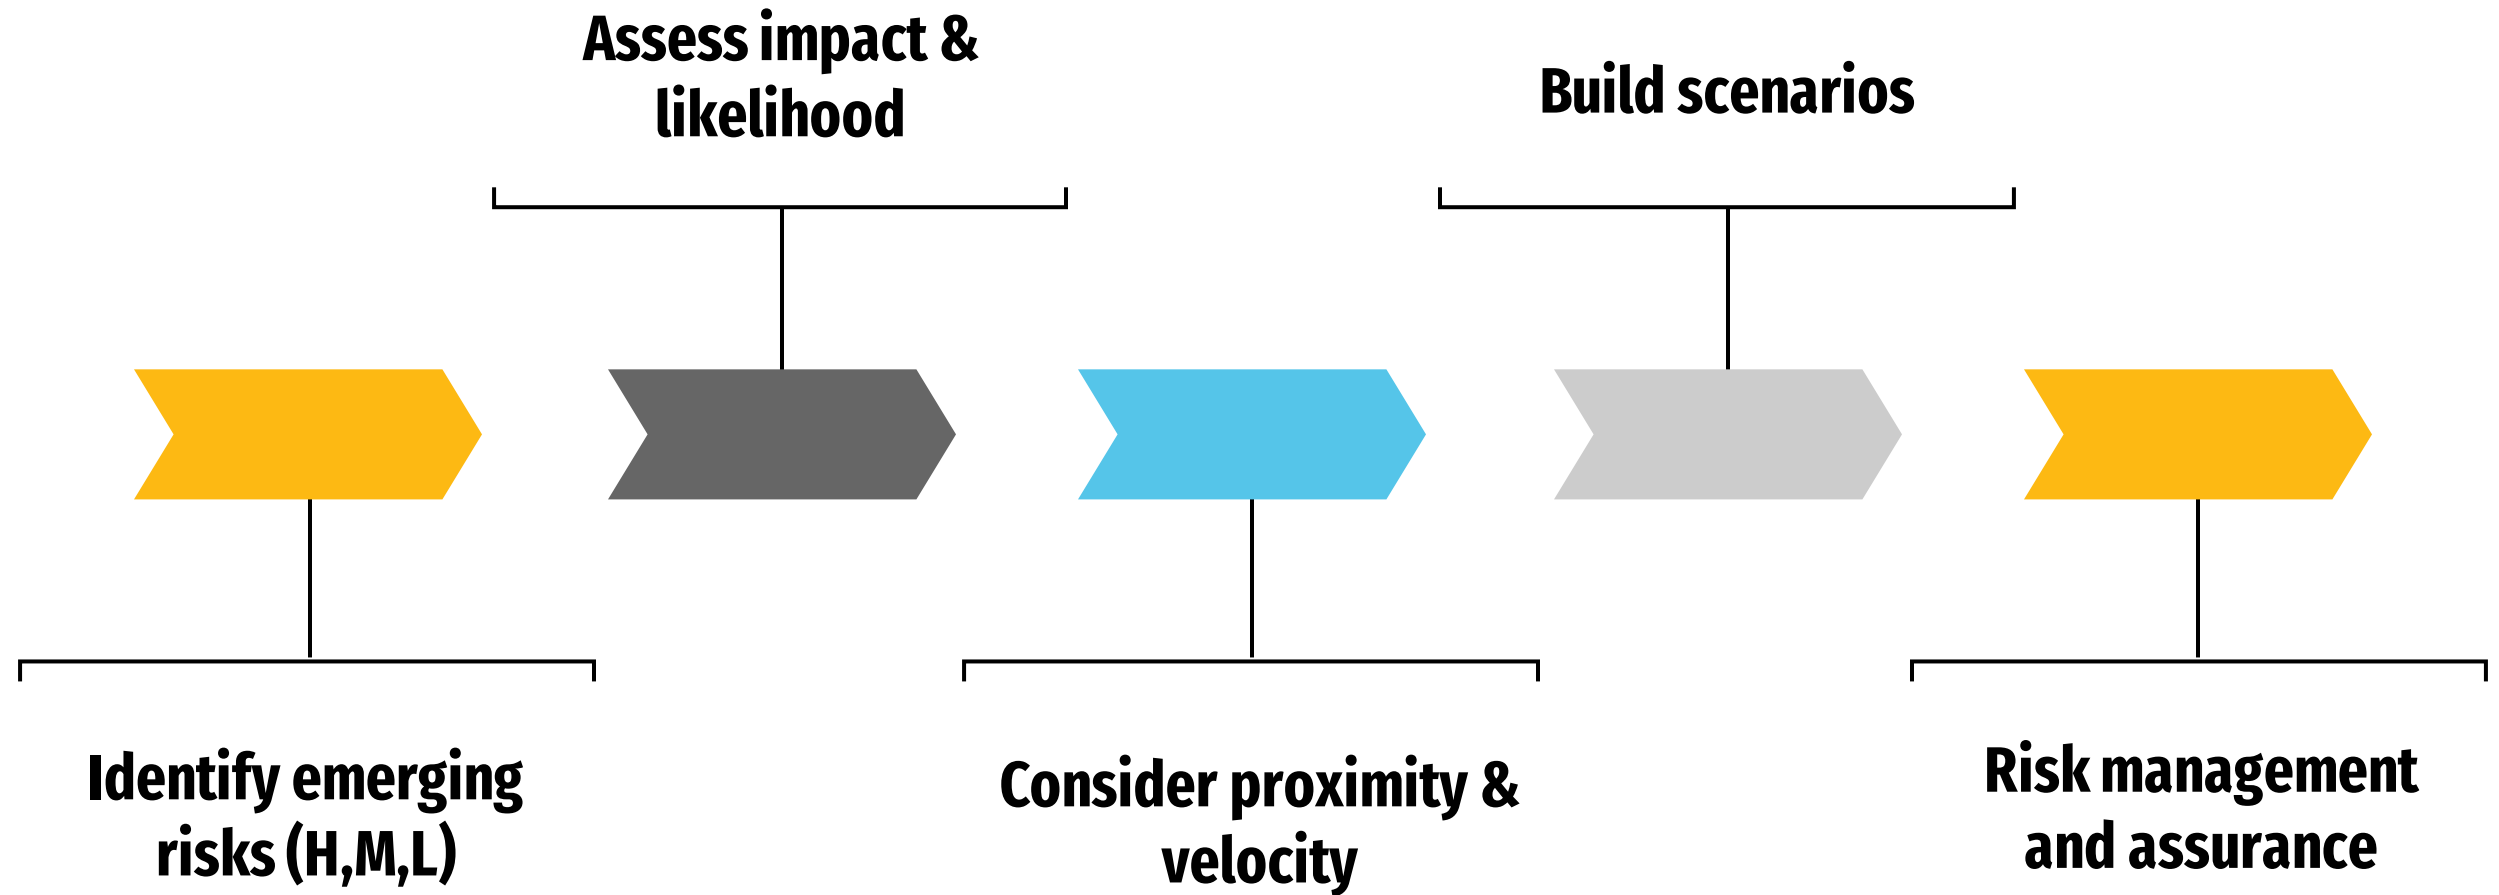 Assess impact &
likelihood
Build scenarios
Identify emerging
risks (H,M,L)
Consider proximity &
velocity
Risk management
and assurance